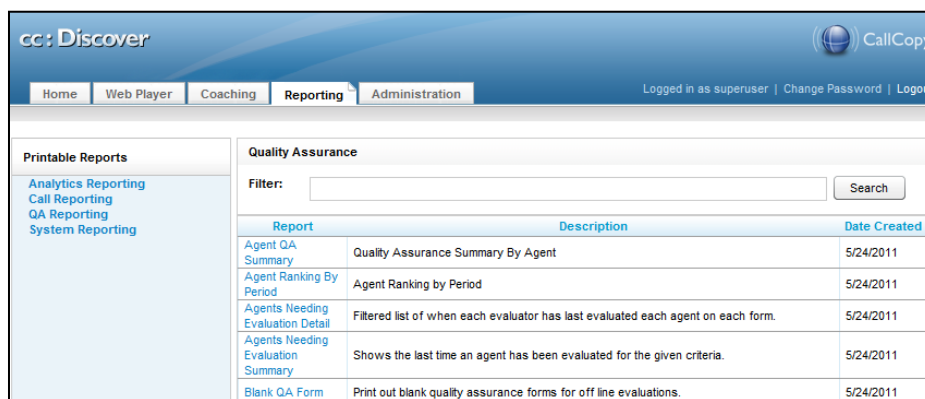 cc: Discover
CallCopy
Home Web Player Coaching Reporting Administration
Logged in as superuser | Change Password |
Printable Reports
Analytics Reporting
Call Reporting
QA Reporting
System Reporting
Quality Assurance
Filter: Search
Report Description Date Created
Agent QA
Summary
Quality Assurance Summary By Agent 5/24/2011
Agent Ranking By
Period
Agent Ranking by Period 5/24/2011
Agents Needing
Evaluation Detail
Filtered list of when each evaluator has last evaluated each agent on each form. 5/24/2011
Agents Needing
Evaluation
Summary
Shows the last time an agent has been evaluated for the given criteria. 5/24/2011
Blank QA Form Print out blank quality assurance forms for off line evaluations. 5/24/2011